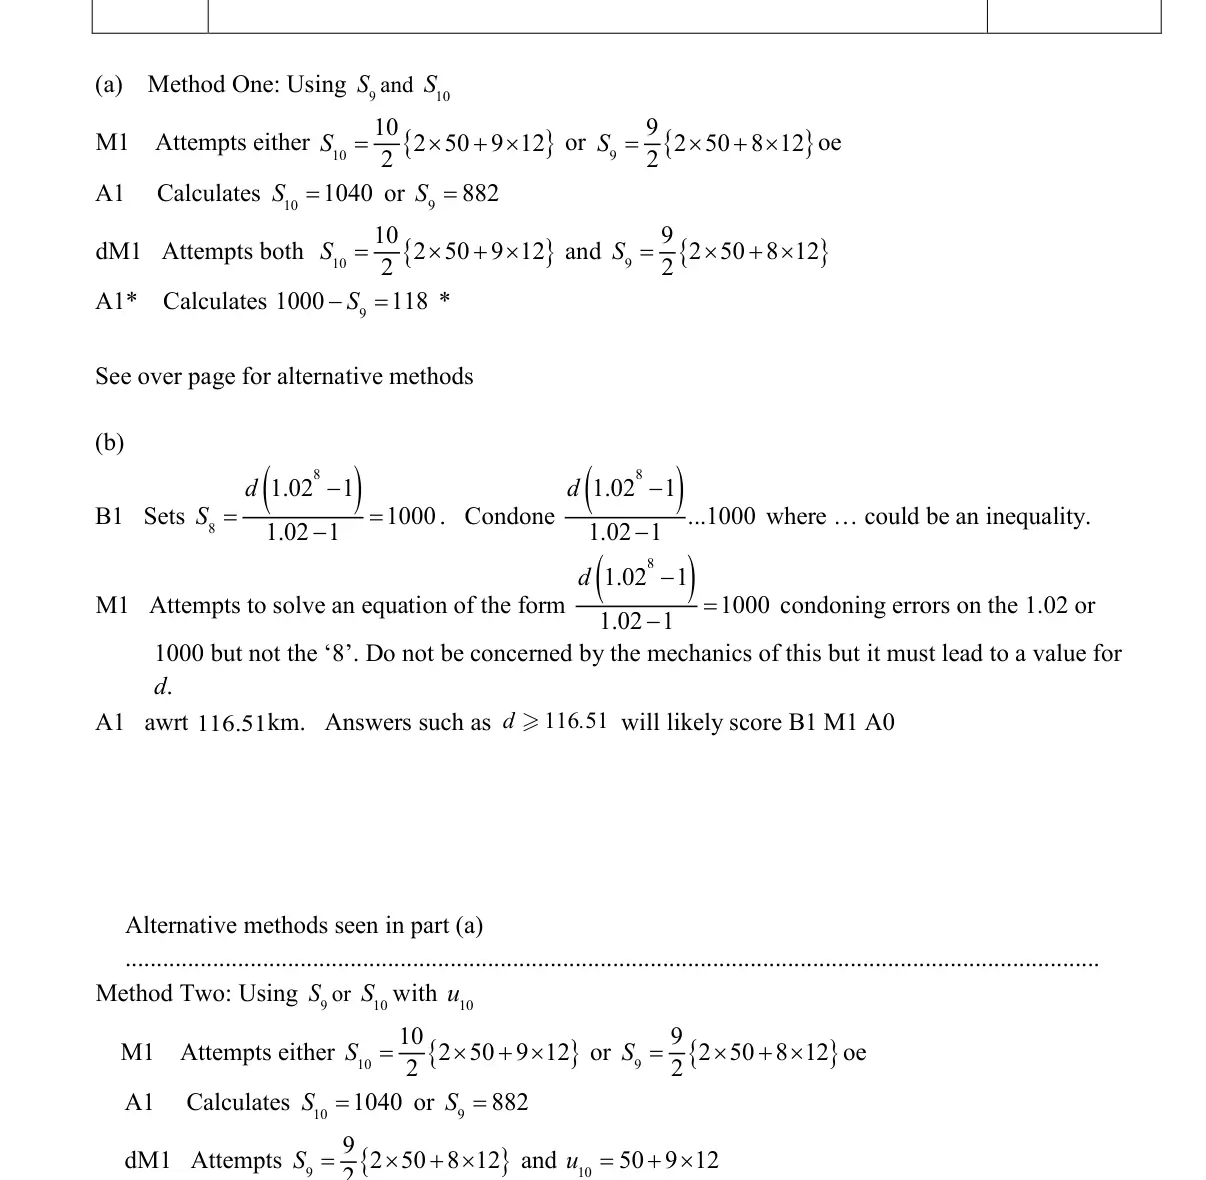 (a) Method One: Using S₉ and S₁₀
M1 Attempts either S₁₀ = 10/2 {2×50+9×12} or S₉ = 9/2 {2×50+8×12} oe
A1 Calculates S₁₀ = 1040 or S₉ = 882
dM1 Attempts both S₁₀ = 10/2 {2×50+9×12} and S₉ = 9/2 {2×50+8×12}
A1* Calculates 1000 − S₉ = 118 *
See over page for alternative methods
(b)
B1 Sets S₈ = d(1.02⁸ − 1)/(1.02 − 1) = 1000. Condone d(1.02⁸ − 1)/(1.02 − 1) ...1000 where … could be an inequality.
M1 Attempts to solve an equation of the form d(1.02⁸ − 1)/(1.02 − 1) = 1000 condoning errors on the 1.02 or
1000 but not the ‘8’. Do not be concerned by the mechanics of this but it must lead to a value for
d.
A1 awrt 116.51km. Answers such as d ⩾ 116.51 will likely score B1 M1 A0
Alternative methods seen in part (a)
............................................................................................................................................................
Method Two: Using S₉ or S₁₀ with u₁₀
M1 Attempts either S₁₀ = 10/2 {2×50+9×12} or S₉ = 9/2 {2×50+8×12} oe
A1 Calculates S₁₀ = 1040 or S₉ = 882
dM1 Attempts S₉ = 9/2 {2×50+8×12} and u₁₀ = 50+9×12